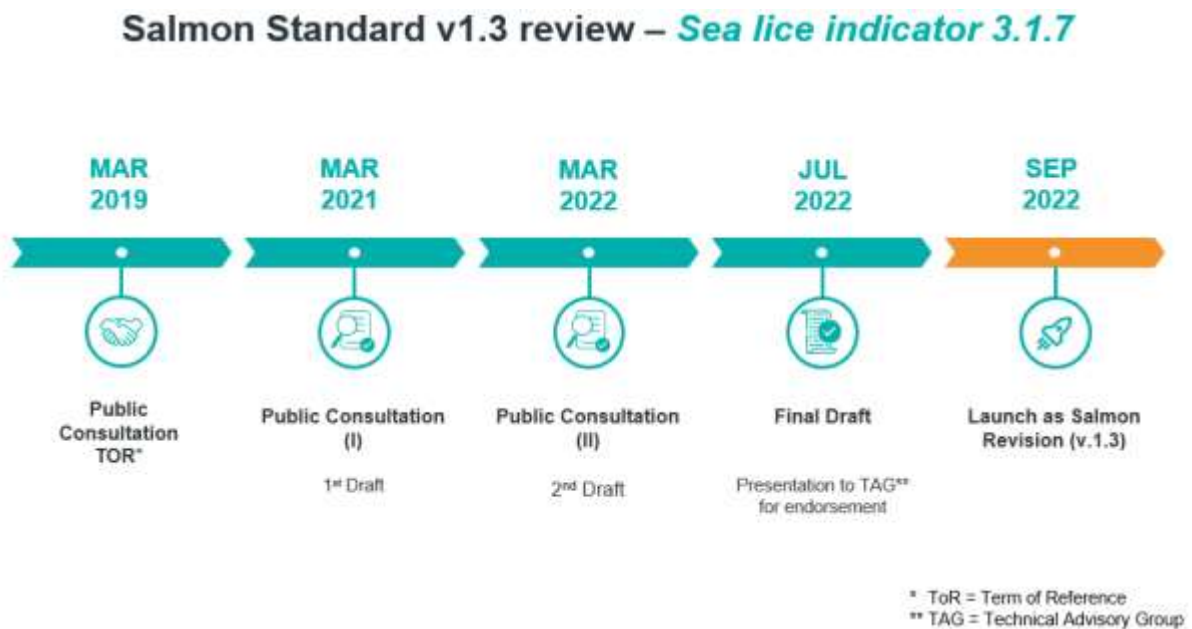 Salmon Standard v1.3 review – Sea lice indicator 3.1.7
MAR
2019
MAR
2021
MAR
2022
JUL
2022
SEP
2022
Public
Consultation
TOR*
Public Consultation
(I)
1st Draft
Public Consultation
(II)
2nd Draft
Final Draft
Presentation to TAG**
for endorsement
Launch as Salmon
Revision (v.1.3)
* ToR = Term of Reference
** TAG = Technical Advisory Group